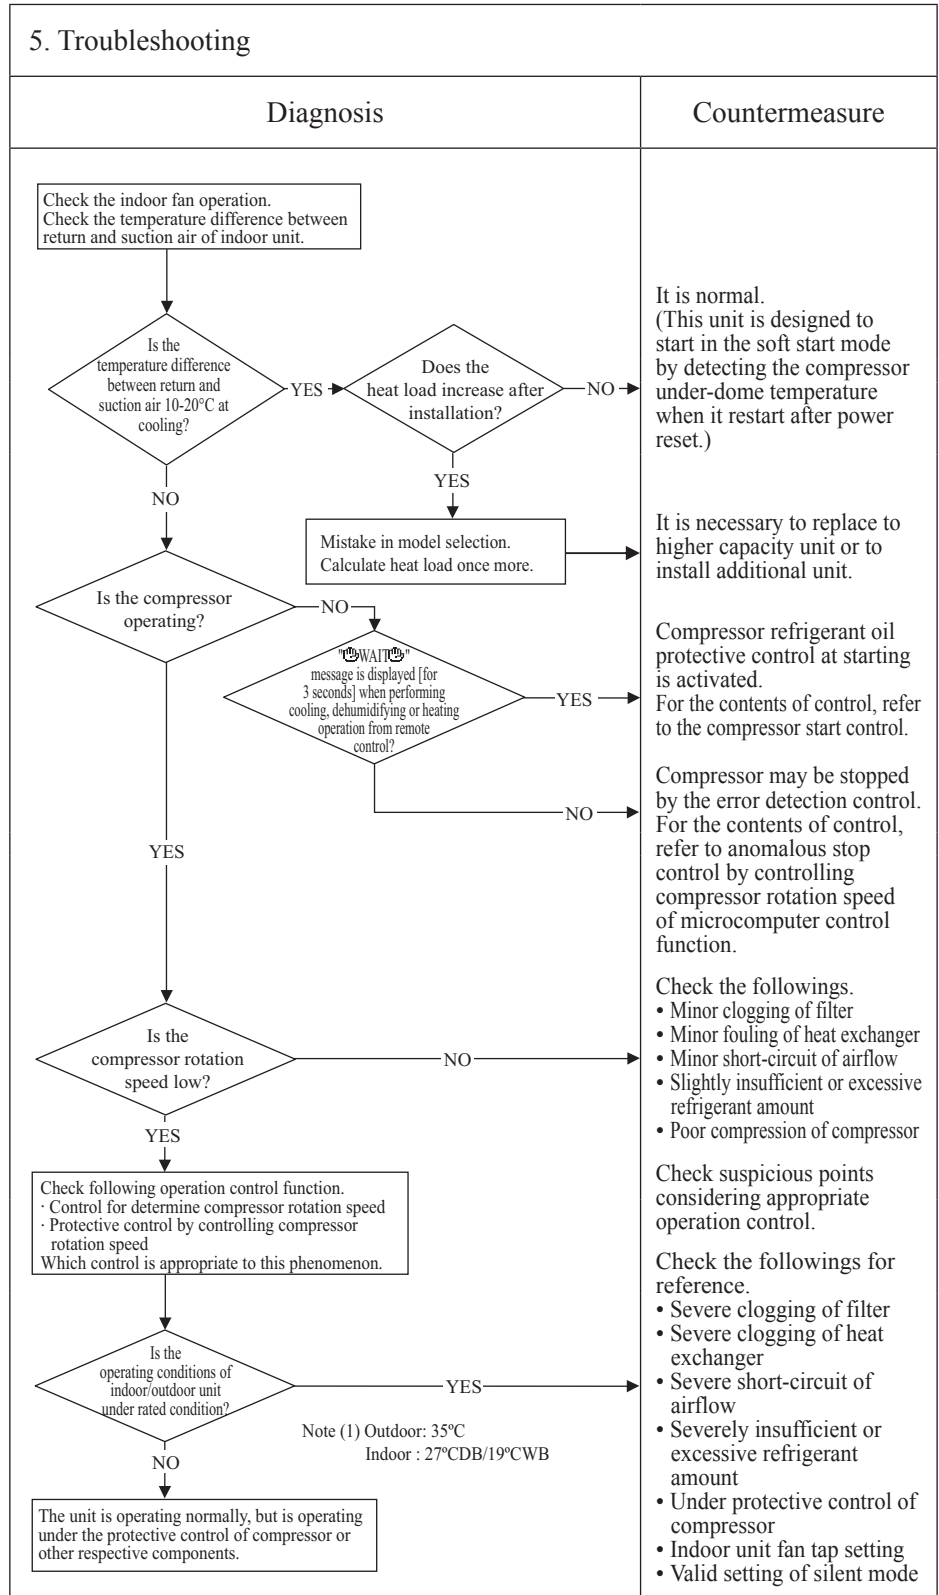 5. Troubleshooting
Diagnosis
Countermeasure
Check the indoor fan operation.
Check the temperature difference between
return and suction air of indoor unit.
Is the
temperature difference
between return and
suction air 10-20°C at
cooling?
YES
Does the
heat load increase after
installation?
NO
It is normal.
(This unit is designed to
start in the soft start mode
by detecting the compressor
under-dome temperature
when it restart after power
reset.)
YES
NO
Mistake in model selection.
Calculate heat load once more.
It is necessary to replace to
higher capacity unit or to
install additional unit.
Is the compressor
operating?
NO
"WAIT"
message is displayed [for
3 seconds] when performing
cooling, dehumidifying or heating
operation from remote
control?
YES
Compressor refrigerant oil
protective control at starting
is activated.
For the contents of control, refer
to the compressor start control.
NO
Compressor may be stopped
by the error detection control.
For the contents of control,
refer to anomalous stop
control by controlling
compressor rotation speed
of microcomputer control
function.
YES
Is the
compressor rotation
speed low?
NO
Check the followings.
• Minor clogging of filter
• Minor fouling of heat exchanger
• Minor short-circuit of airflow
• Slightly insufficient or excessive
refrigerant amount
• Poor compression of compressor
YES
Check following operation control function.
· Control for determine compressor rotation speed
· Protective control by controlling compressor
rotation speed
Which control is appropriate to this phenomenon.
Check suspicious points
considering appropriate
operation control.
Is the
operating conditions of
indoor/outdoor unit
under rated condition?
YES
Note (1) Outdoor: 35ºC
Indoor : 27ºCDB/19ºCWB
Check the followings for
reference.
• Severe clogging of filter
• Severe clogging of heat
exchanger
• Severe short-circuit of
airflow
• Severely insufficient or
excessive refrigerant
amount
• Under protective control of
compressor
• Indoor unit fan tap setting
• Valid setting of silent mode
NO
The unit is operating normally, but is operating
under the protective control of compressor or
other respective components.